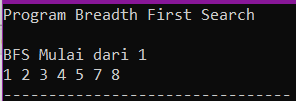 Program Breadth First Search
BFS Mulai dari 1
1 2 3 4 5 7 8
--------------------------------